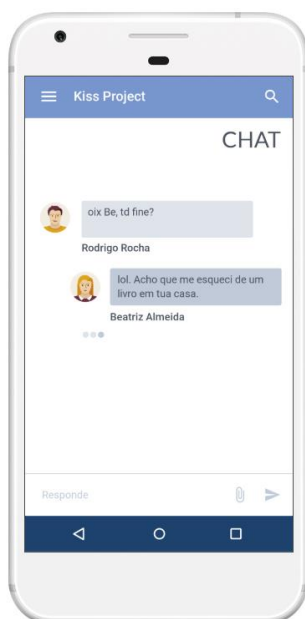 Kiss Project
CHAT
oix Be, td fine?
Rodrigo Rocha
lol. Acho que me esqueci de um
livro em tua casa.
Beatriz Almeida
Responde